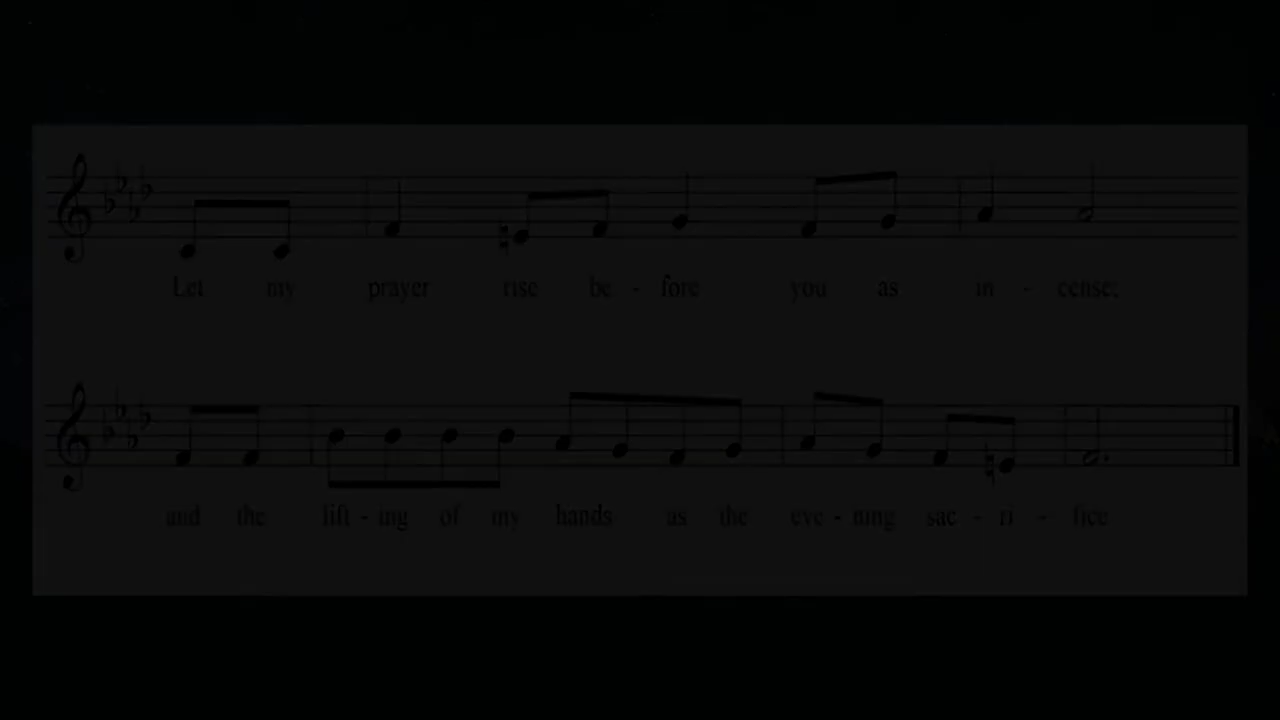 Let my prayer rise be - fore you as in - cense;
and the lift - ing of my hands as the eve - ning sac - ri - fice